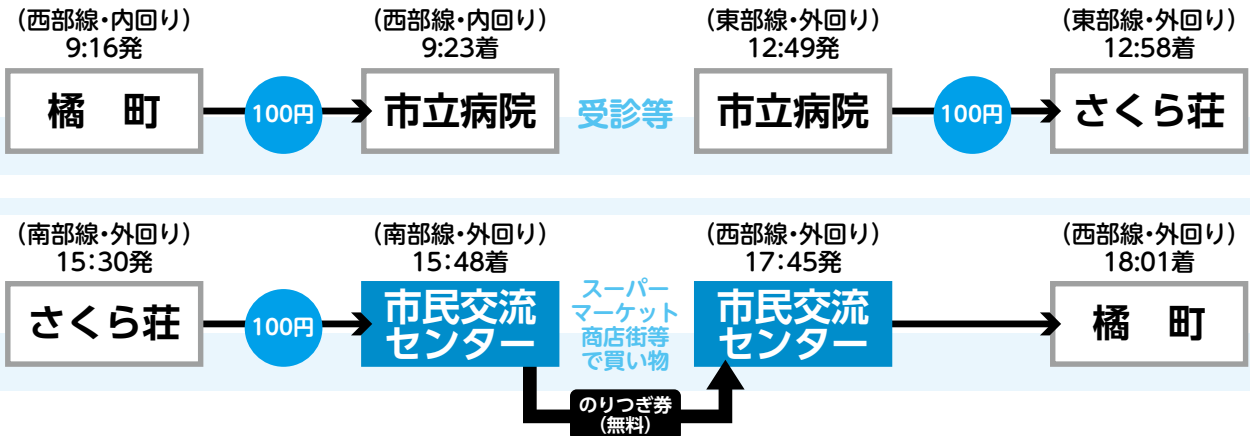 (西部線・内回り)
9:16発
橘 町
100円
(西部線・内回り)
9:23着
市立病院
受診等
(東部線・外回り)
12:49発
市立病院
100円
(東部線・外回り)
12:58着
さくら荘
(南部線・外回り)
15:30発
さくら荘
100円
(南部線・外回り)
15:48着
市民交流
センター
スーパー
マーケット
商店街等
で買い物
のりつぎ券
(無料)
(西部線・外回り)
17:45発
市民交流
センター
(西部線・外回り)
18:01着
橘 町